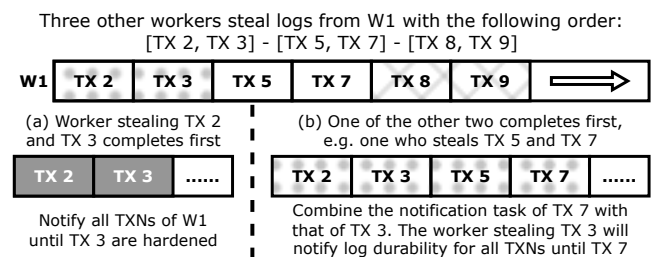 Three other workers steal logs from W1 with the following order:
[TX 2, TX 3] - [TX 5, TX 7] - [TX 8, TX 9]
W1 TX 2 TX 3 TX 5 TX 7 TX 8 TX 9
(a) Worker stealing TX 2
and TX 3 completes first
(b) One of the other two completes first,
e.g. one who steals TX 5 and TX 7
TX 2 TX 3 ......
TX 2 TX 3 TX 5 TX 7 ......
Notify all TXNs of W1
until TX 3 are hardened
Combine the notification task of TX 7 with
that of TX 3. The worker stealing TX 3 will
notify log durability for all TXNs until TX 7